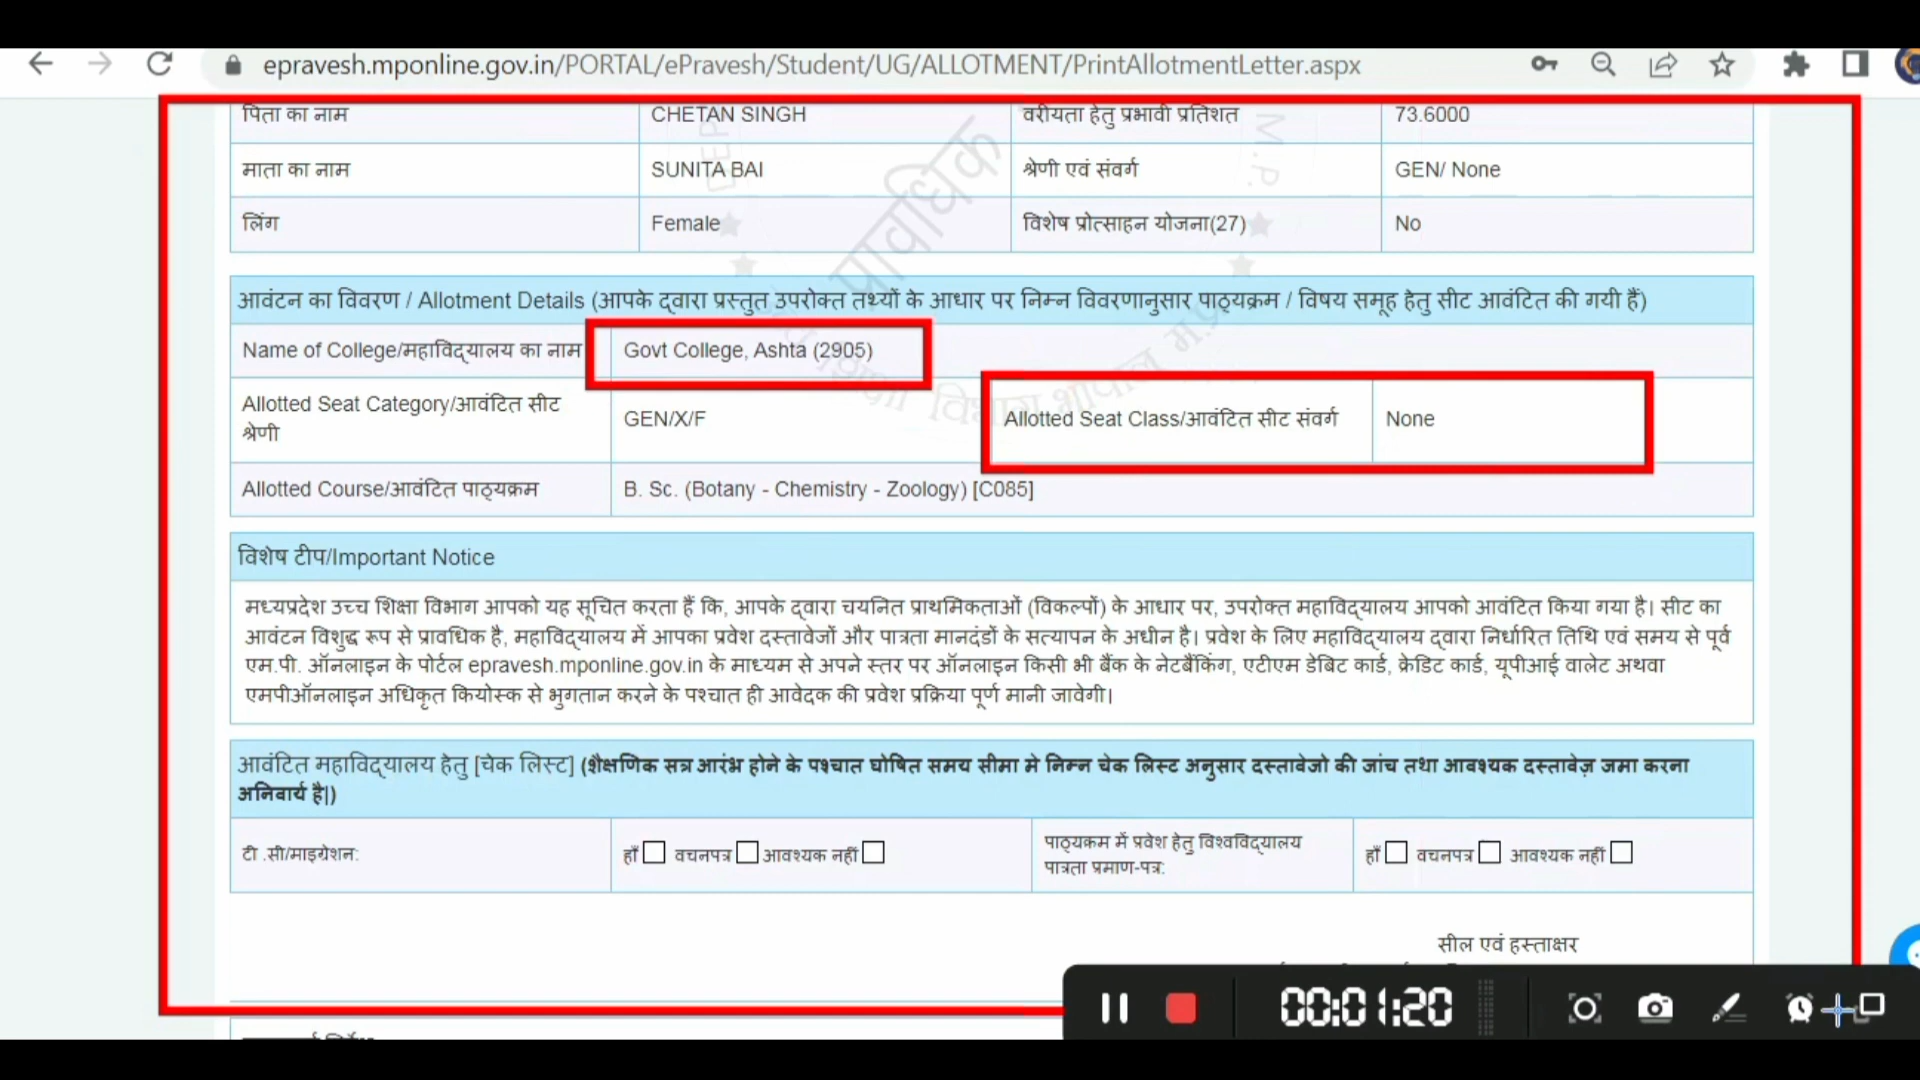 epravesh.mponline.gov.in/PORTAL/ePravesh/Student/UG/ALLOTMENT/PrintAllotmentLetter.aspx
पिता का नाम CHETAN SINGH वरीयता हेतु प्रभावी प्रतिशत 73.6000
माता का नाम SUNITA BAI श्रेणी एवं संवर्ग GEN/ None
लिंग Female विशेष प्रोत्साहन योजना(27) No
आवंटन का विवरण / Allotment Details (आपके द्वारा प्रस्तुत उपरोक्त तथ्यों के आधार पर निम्न विवरणानुसार पाठ्यक्रम / विषय समूह हेतु सीट आवंटित की गयी हैं)
Name of College/महाविद्यालय का नाम Govt College, Ashta (2905)
Allotted Seat Category/आवंटित सीट
श्रेणी
GEN/X/F
Allotted Seat Class/आवंटित सीट संवर्ग None
Allotted Course/आवंटित पाठ्यक्रम B. Sc. (Botany - Chemistry - Zoology) [C085]
विशेष टीप/Important Notice
मध्यप्रदेश उच्च शिक्षा विभाग आपको यह सूचित करता हैं कि, आपके द्वारा चयनित प्राथमिकताओं (विकल्पों) के आधार पर, उपरोक्त महाविद्यालय आपको आवंटित किया गया है। सीट का
आवंटन विशुद्ध रूप से प्रावधिक है, महाविद्यालय में आपका प्रवेश दस्तावेजों और पात्रता मानदंडों के सत्यापन के अधीन है। प्रवेश के लिए महाविद्यालय द्वारा निर्धारित तिथि एवं समय से पूर्व
एम.पी. ऑनलाइन के पोर्टल epravesh.mponline.gov.in के माध्यम से अपने स्तर पर ऑनलाइन किसी भी बैंक के नेटबैंकिंग, एटीएम डेबिट कार्ड, क्रेडिट कार्ड, यूपीआई वालेट अथवा
एमपीऑनलाइन अधिकृत कियोस्क से भुगतान करने के पश्चात ही आवेदक की प्रवेश प्रक्रिया पूर्ण मानी जावेगी।
आवंटित महाविद्यालय हेतु [चेक लिस्ट] (शैक्षणिक सत्र आरंभ होने के पश्चात घोषित समय सीमा मे निम्न चेक लिस्ट अनुसार दस्तावेजो की जांच तथा आवश्यक दस्तावेज़ जमा करना
अनिवार्य है|)
टी .सी/माइग्रेशन: हाँ वचनपत्र आवश्यक नहीं
पाठ्यक्रम में प्रवेश हेतु विश्वविद्यालय
पात्रता प्रमाण-पत्र:
हाँ वचनपत्र आवश्यक नहीं
सील एवं हस्ताक्षर
00:01:20
प्रावधिक
M.P.